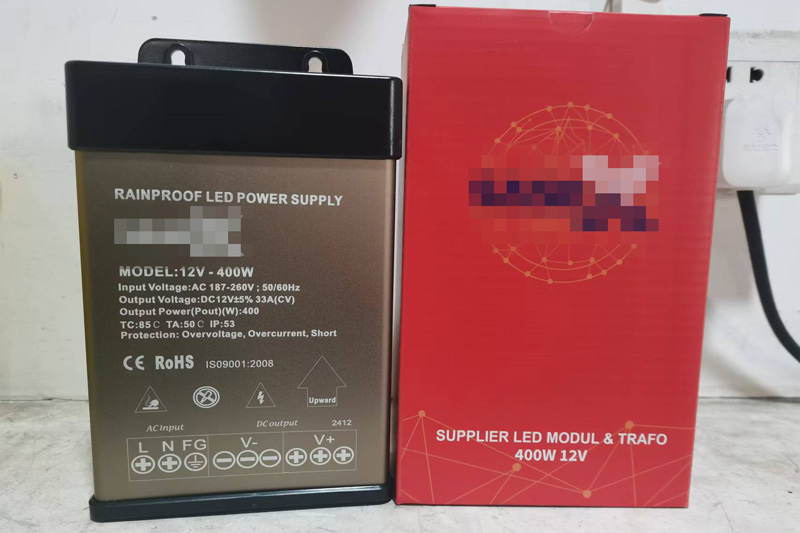 RAINPROOF LED POWER SUPPLY
MODEL:12V - 400W
Input Voltage:AC 187-260V ; 50/60Hz
Output Voltage:DC12V±5% 33A(CV)
Output Power(Pout)(W):400
TC:85C TA:50C IP:53
Protection: Overvoltage, Overcurrent, Short
CE RoHS ISO9001:2008
Upward
AC input DC output 2412
L N FG V- V+
SUPPLIER LED MODUL & TRAFO
400W 12V